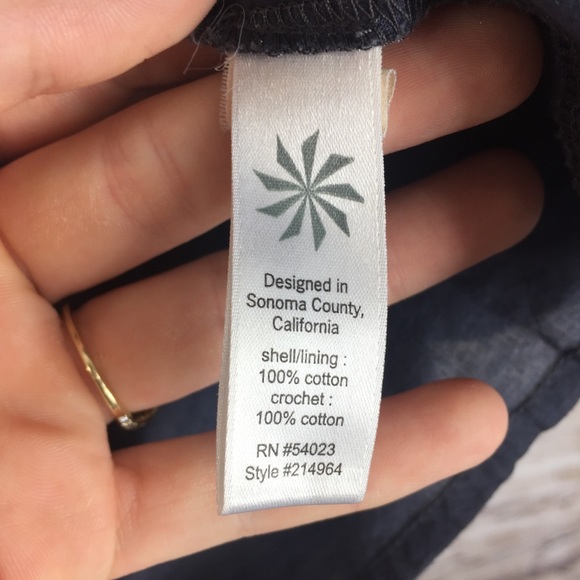 Designed in
Sonoma County,
California
shell/lining :
100% cotton
crochet :
100% cotton
RN #54023
Style #214964